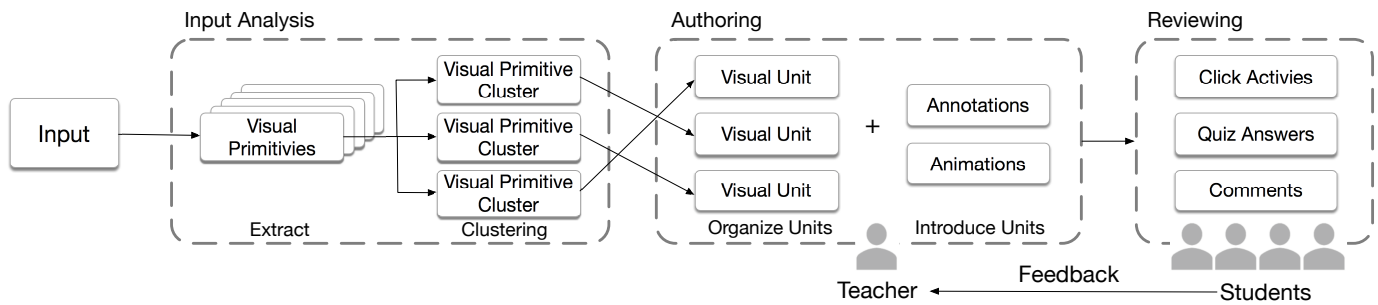 Input Analysis
Authoring
Reviewing
Input
Visual
Primitivies
Visual Primitive
Cluster
Visual Primitive
Cluster
Visual Primitive
Cluster
Extract
Clustering
Visual Unit
Visual Unit
Visual Unit
+
Annotations
Animations
Organize Units
Introduce Units
Click Activies
Quiz Answers
Comments
Teacher
Feedback
Students